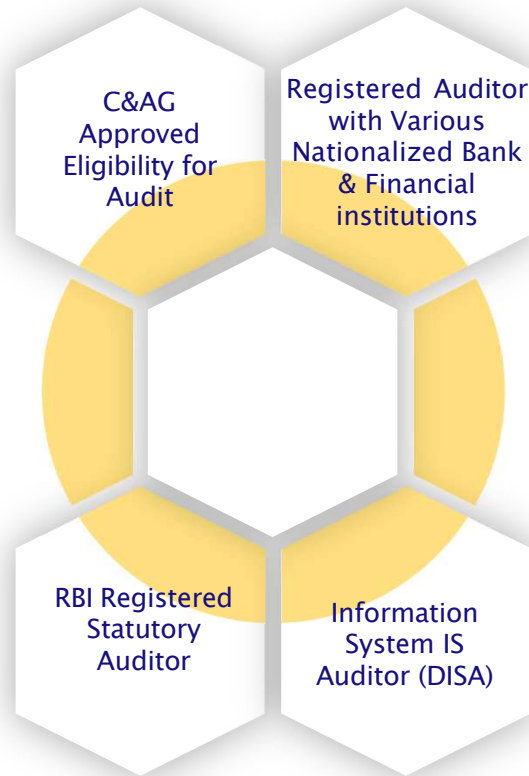 C&AG
Approved
Eligibility for
Audit
Registered Auditor
with Various
Nationalized Bank
& Financial
institutions
RBI Registered
Statutory
Auditor
Information
System IS
Auditor (DISA)